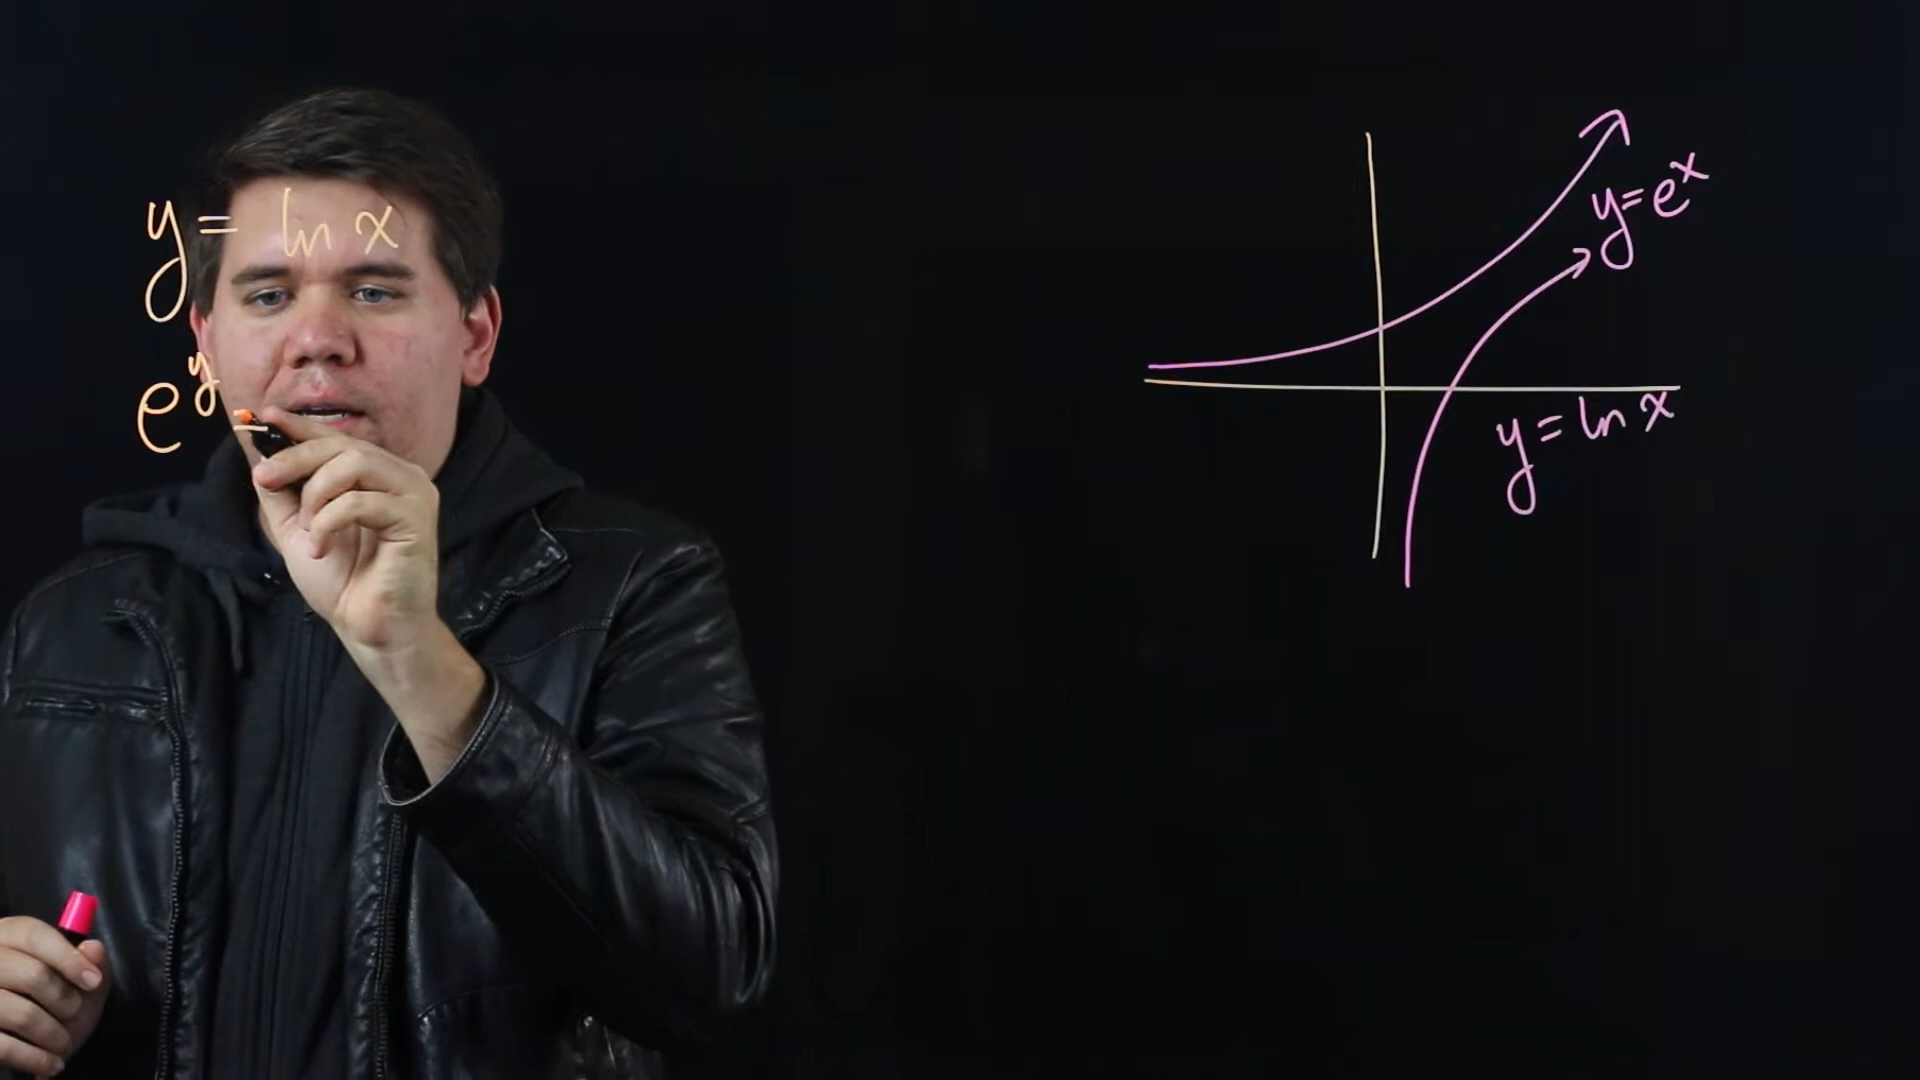 y = ln x
e^y =
y = e^x
y = ln x